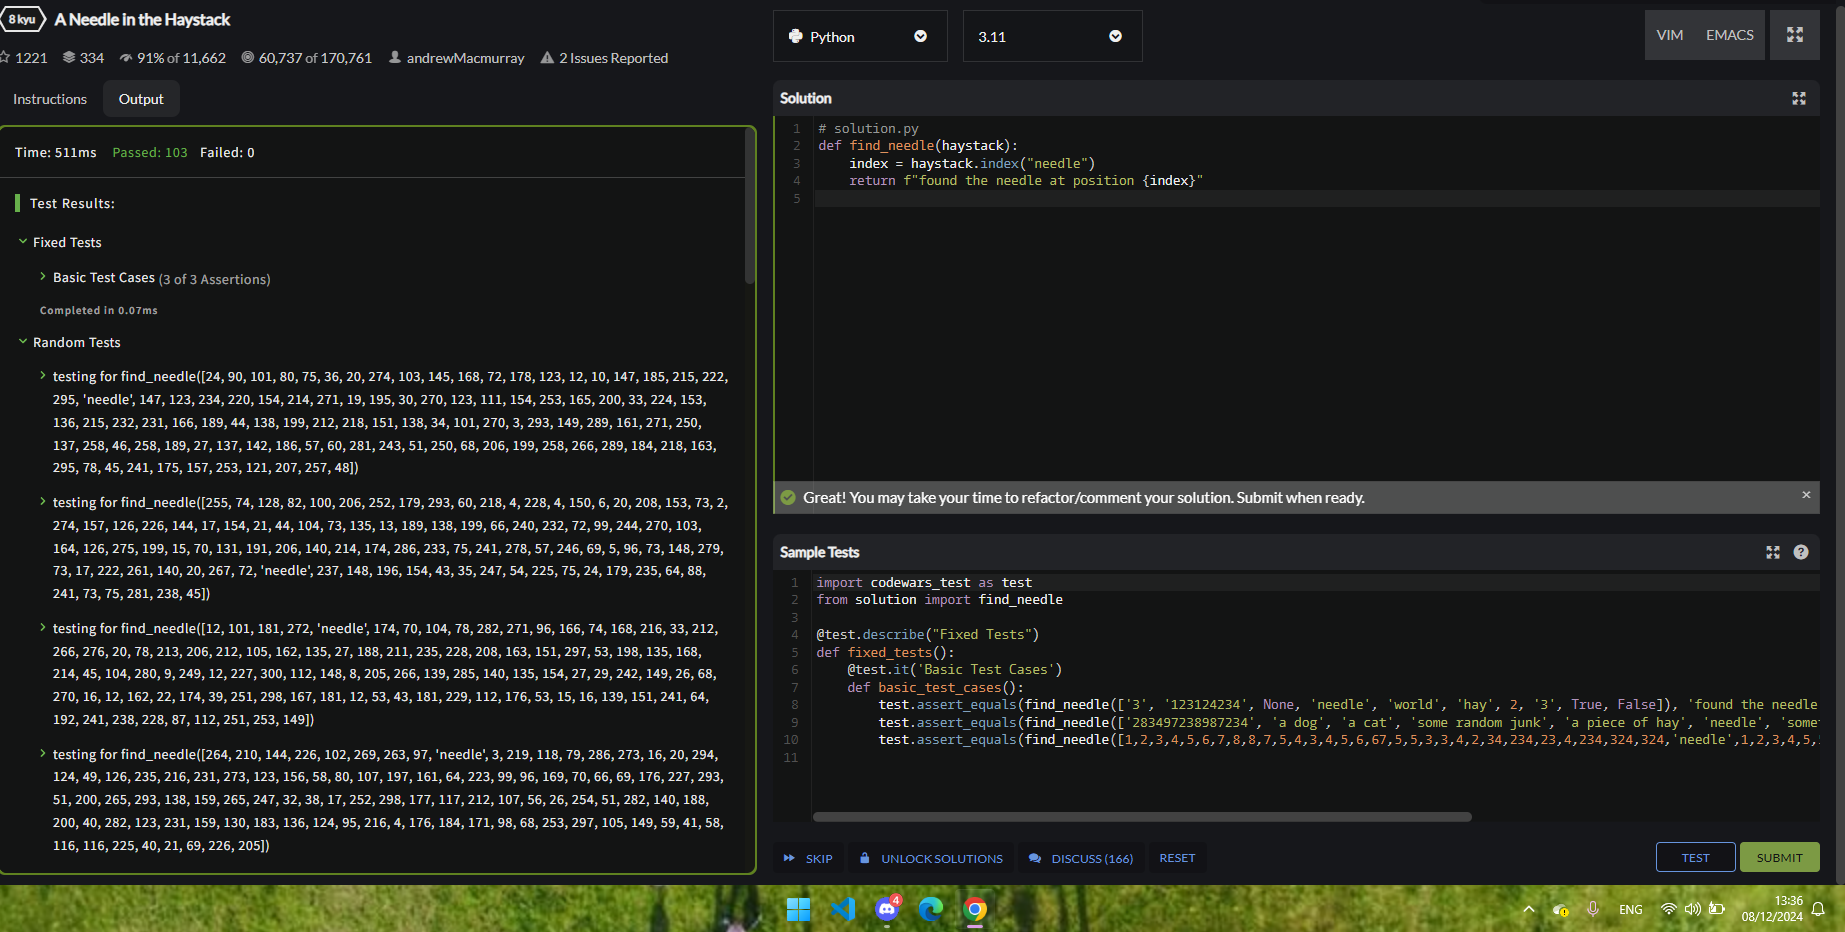 8 kyu A Needle in the Haystack
1221 334 91% of 11,662 60,737 of 170,761 andrewMacmurray 2 Issues Reported
Instructions Output
Time: 511ms Passed: 103 Failed: 0
Test Results:
Fixed Tests
Basic Test Cases (3 of 3 Assertions)
Completed in 0.07ms
Random Tests
testing for find_needle([24, 90, 101, 80, 75, 36, 20, 274, 103, 145, 168, 72, 178, 123, 12, 10, 147, 185, 215, 222,
295, 'needle', 147, 123, 234, 220, 154, 214, 271, 19, 195, 30, 270, 123, 111, 154, 253, 165, 200, 33, 224, 153,
136, 215, 232, 231, 166, 189, 44, 138, 199, 212, 218, 151, 138, 34, 101, 270, 3, 293, 149, 289, 161, 271, 250,
137, 258, 46, 258, 189, 27, 137, 142, 186, 57, 60, 281, 243, 51, 250, 68, 206, 199, 258, 266, 289, 184, 218, 163,
295, 78, 45, 241, 175, 157, 253, 121, 207, 257, 48])
testing for find_needle([255, 74, 128, 82, 100, 206, 252, 179, 293, 60, 218, 4, 228, 4, 150, 6, 20, 208, 153, 73, 2,
274, 157, 126, 226, 144, 17, 154, 21, 44, 104, 73, 135, 13, 189, 138, 199, 66, 240, 232, 72, 99, 244, 270, 103,
164, 126, 275, 199, 15, 70, 131, 191, 206, 140, 214, 174, 286, 233, 75, 241, 278, 57, 246, 69, 5, 96, 73, 148, 279,
73, 17, 222, 261, 140, 20, 267, 72, 'needle', 237, 148, 196, 154, 43, 35, 247, 54, 225, 75, 24, 179, 235, 64, 88,
241, 73, 75, 281, 238, 45])
testing for find_needle([12, 101, 181, 272, 'needle', 174, 70, 104, 78, 282, 271, 96, 166, 74, 168, 216, 33, 212,
266, 276, 20, 78, 213, 206, 212, 105, 162, 135, 27, 188, 211, 235, 228, 208, 163, 151, 297, 53, 198, 135, 168,
214, 45, 104, 280, 9, 249, 12, 227, 300, 112, 148, 8, 205, 266, 139, 285, 140, 135, 154, 27, 29, 242, 149, 26, 68,
270, 16, 12, 162, 22, 174, 39, 251, 298, 167, 181, 12, 53, 43, 181, 229, 112, 176, 53, 15, 16, 139, 151, 241, 64,
192, 241, 238, 228, 87, 112, 251, 253, 149])
testing for find_needle([264, 210, 144, 226, 102, 269, 263, 97, 'needle', 3, 219, 118, 79, 286, 273, 16, 20, 294,
124, 49, 126, 235, 216, 231, 273, 123, 156, 58, 80, 107, 197, 161, 64, 223, 99, 96, 169, 70, 66, 69, 176, 227, 293,
51, 200, 265, 293, 138, 159, 265, 247, 32, 38, 17, 252, 298, 177, 117, 212, 107, 56, 26, 254, 51, 282, 140, 188,
200, 40, 282, 123, 231, 159, 130, 183, 136, 124, 95, 216, 4, 176, 184, 171, 98, 68, 253, 297, 105, 149, 59, 41, 58,
116, 116, 225, 40, 21, 69, 226, 205])
Python 3.11 VIM EMACS
Solution
1 # solution.py
2 def find_needle(haystack):
3 index = haystack.index("needle")
4 return f"found the needle at position {index}"
5
Great! You may take your time to refactor/comment your solution. Submit when ready. ×
Sample Tests ?
1 import codewars_test as test
2 from solution import find_needle
3
4 @test.describe("Fixed Tests")
5 def fixed_tests():
6 @test.it('Basic Test Cases')
7 def basic_test_cases():
8 test.assert_equals(find_needle(['3', '123124234', None, 'needle', 'world', 'hay', 2, '3', True, False]), 'found the needle
9 test.assert_equals(find_needle(['283497238987234', 'a dog', 'a cat', 'some random junk', 'a piece of hay', 'needle', 'some
10 test.assert_equals(find_needle([1,2,3,4,5,6,7,8,8,7,5,4,3,4,5,6,67,5,5,3,3,4,2,34,234,23,4,234,324,324,'needle',1,2,3,4,5,
11
SKIP UNLOCK SOLUTIONS DISCUSS (166) RESET TEST SUBMIT
4 ENG 13:36
08/12/2024